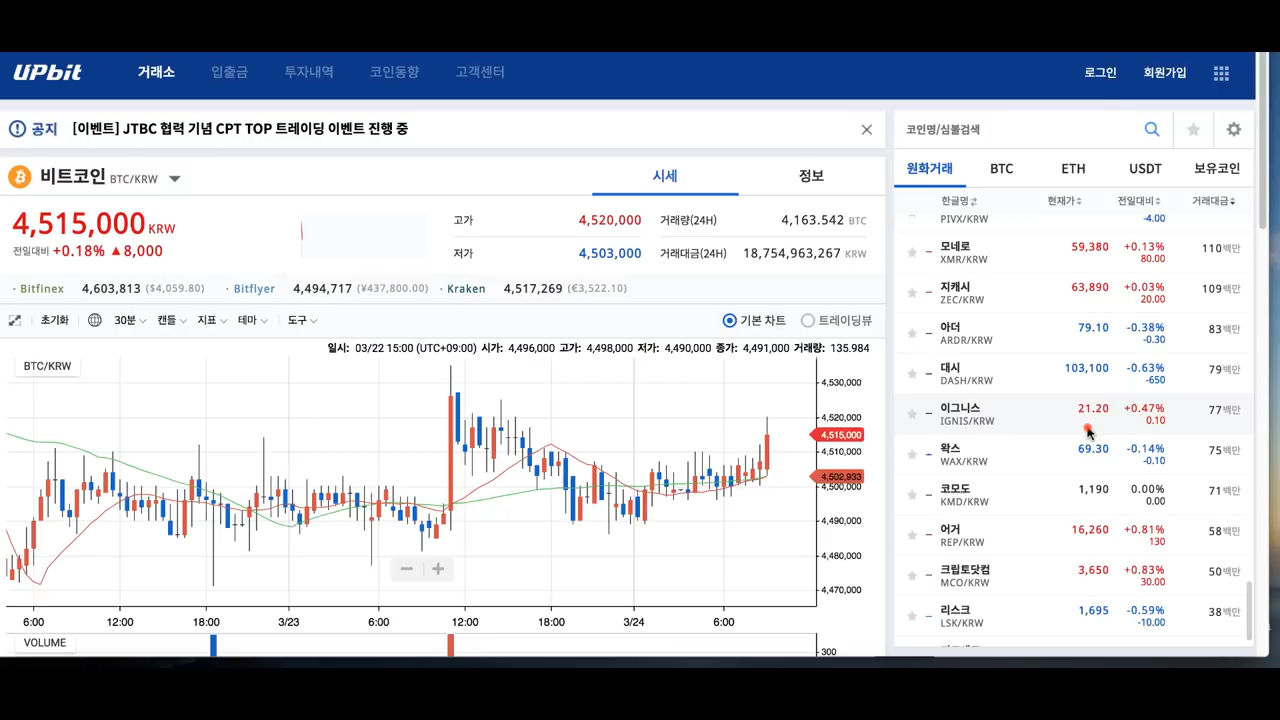 UPbit 거래소 입출금 투자내역 코인동향 고객센터 로그인 회원가입
공지 [이벤트] JTBC 협력 기념 CPT TOP 트레이딩 이벤트 진행 중
비트코인 BTC/KRW 시세 정보
4,515,000 KRW
전일대비 +0.18% ▲8,000
고가 4,520,000 거래량(24H) 4,163.542 BTC
저가 4,503,000 거래대금(24H) 18,754,963,267 KRW
· Bitfinex 4,603,813 ($4,059.80) · Bitflyer 4,494,717 (¥437,800.00) · Kraken 4,517,269 (€3,522.10)
초기화 30분 캔들 지표 테마 도구 기본 차트 트레이딩뷰
일시: 03/22 15:00 (UTC+09:00) 시가: 4,496,000 고가: 4,498,000 저가: 4,490,000 종가: 4,491,000 거래량: 135.984
BTC/KRW
4,530,000
4,520,000
4,515,000
4,510,000
4,502,933
4,500,000
4,490,000
4,480,000
4,470,000
6:00 12:00 18:00 3/23 6:00 12:00 18:00 3/24 6:00
VOLUME
300
코인명/심볼검색
원화거래 BTC ETH USDT 보유코인
한글명 현재가 전일대비 거래대금
PIVX/KRW -4.00
모네로 59,380 +0.13% 110백만
XMR/KRW 80.00
지캐시 63,890 +0.03% 109백만
ZEC/KRW 20.00
아더 79.10 -0.38% 83백만
ARDR/KRW -0.30
대시 103,100 -0.63% 79백만
DASH/KRW -650
이그니스 21.20 +0.47% 77백만
IGNIS/KRW 0.10
왁스 69.30 -0.14% 75백만
WAX/KRW -0.10
코모도 1,190 0.00% 71백만
KMD/KRW 0.00
어거 16,260 +0.81% 58백만
REP/KRW 130
크립토닷컴 3,650 +0.83% 50백만
MCO/KRW 30.00
리스크 1,695 -0.59% 38백만
LSK/KRW -10.00